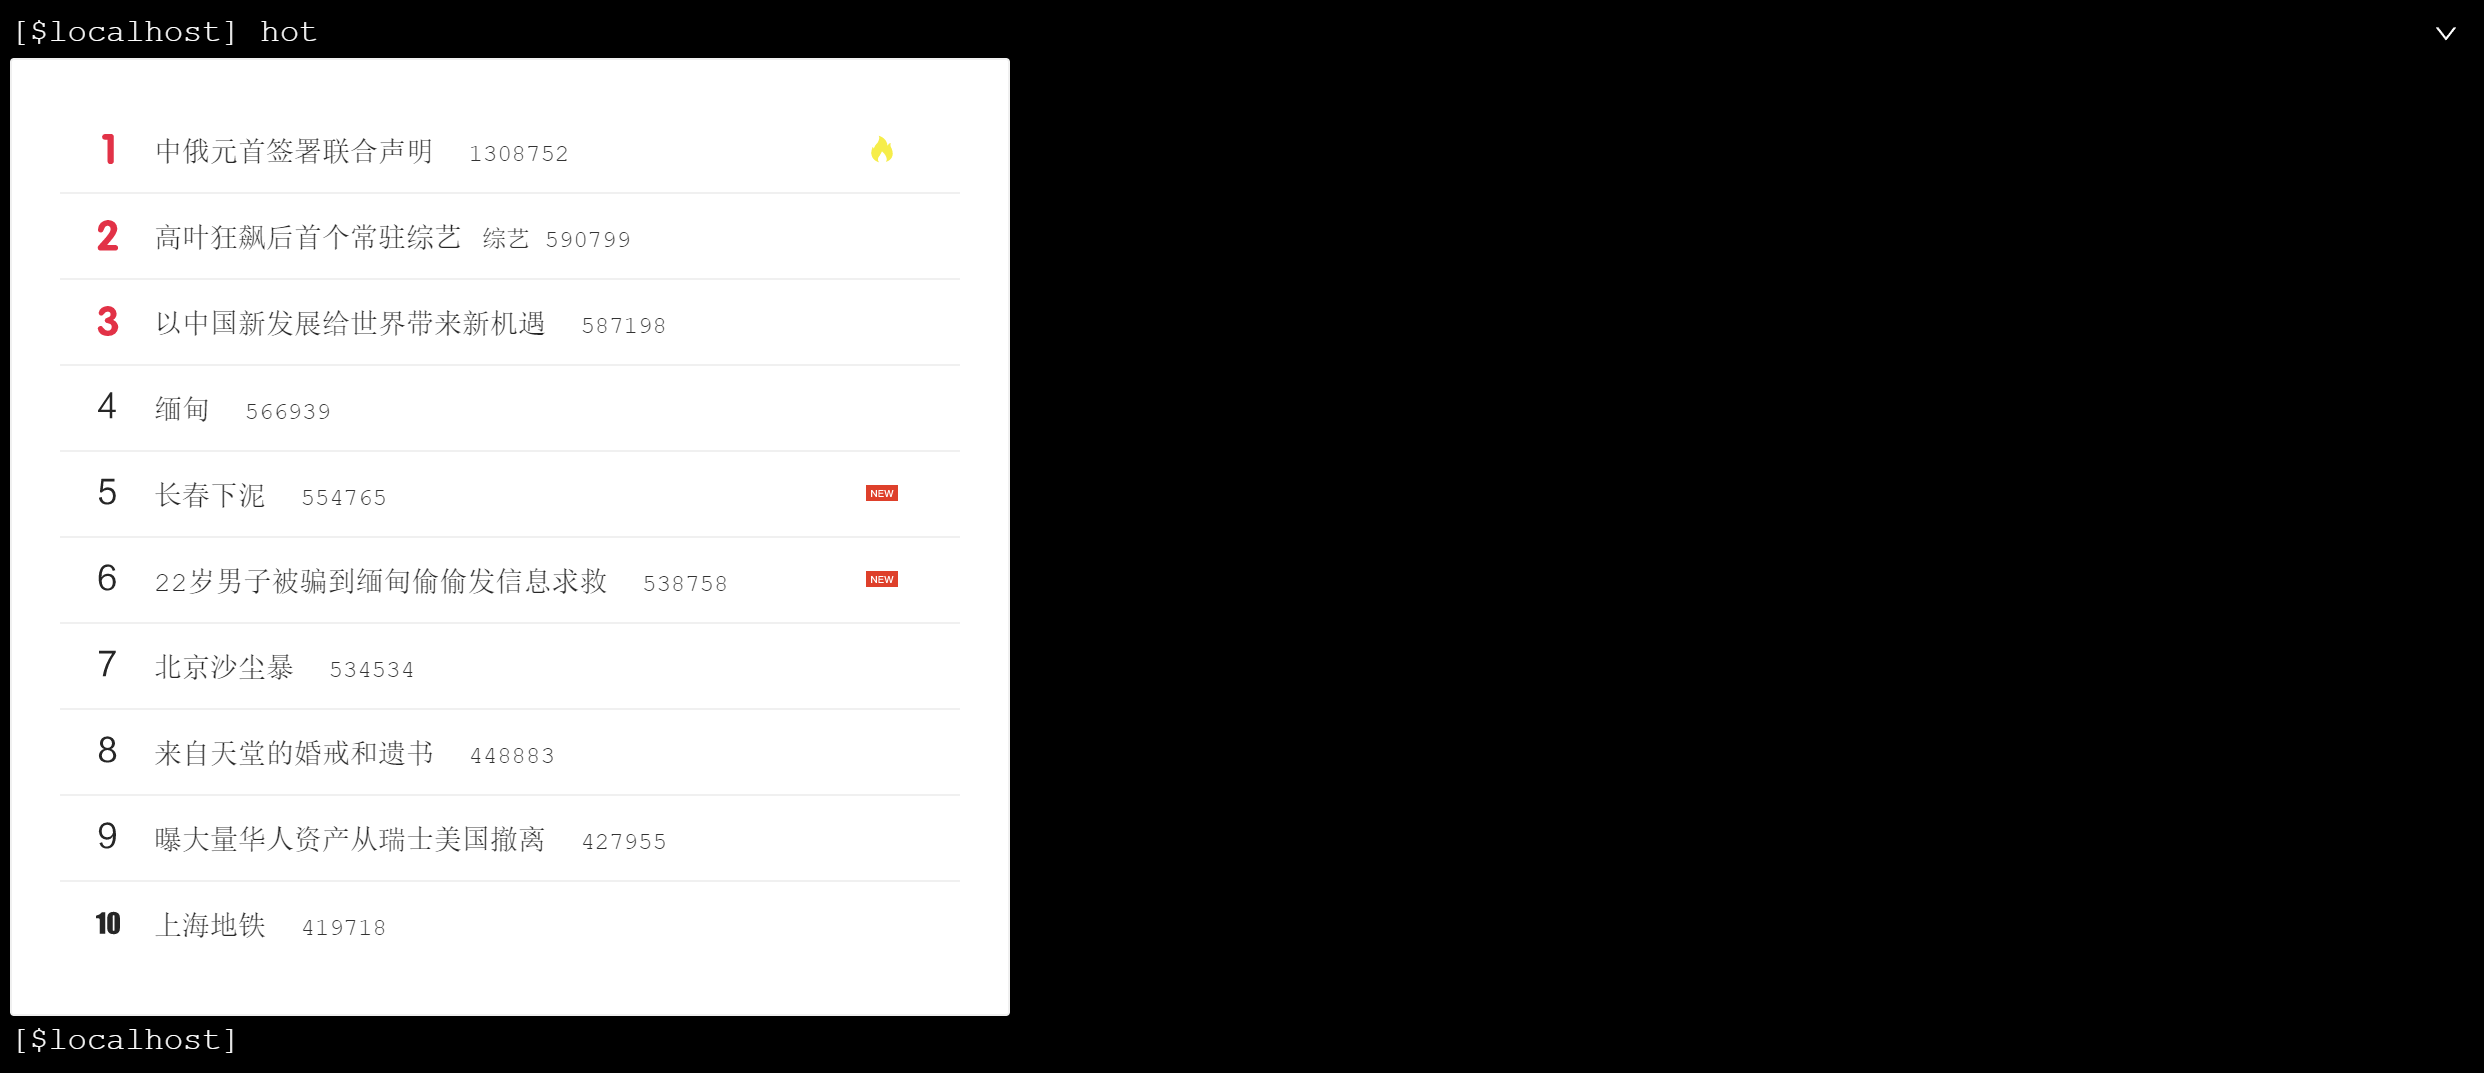 [$localhost] hot
1 中俄元首签署联合声明 1308752
2 高叶狂飙后首个常驻综艺 综艺 590799
3 以中国新发展给世界带来新机遇 587198
4 缅甸 566939
5 长春下泥 554765 NEW
6 22岁男子被骗到缅甸偷偷发信息求救 538758 NEW
7 北京沙尘暴 534534
8 来自天堂的婚戒和遗书 448883
9 曝大量华人资产从瑞士美国撤离 427955
10 上海地铁 419718
[$localhost]